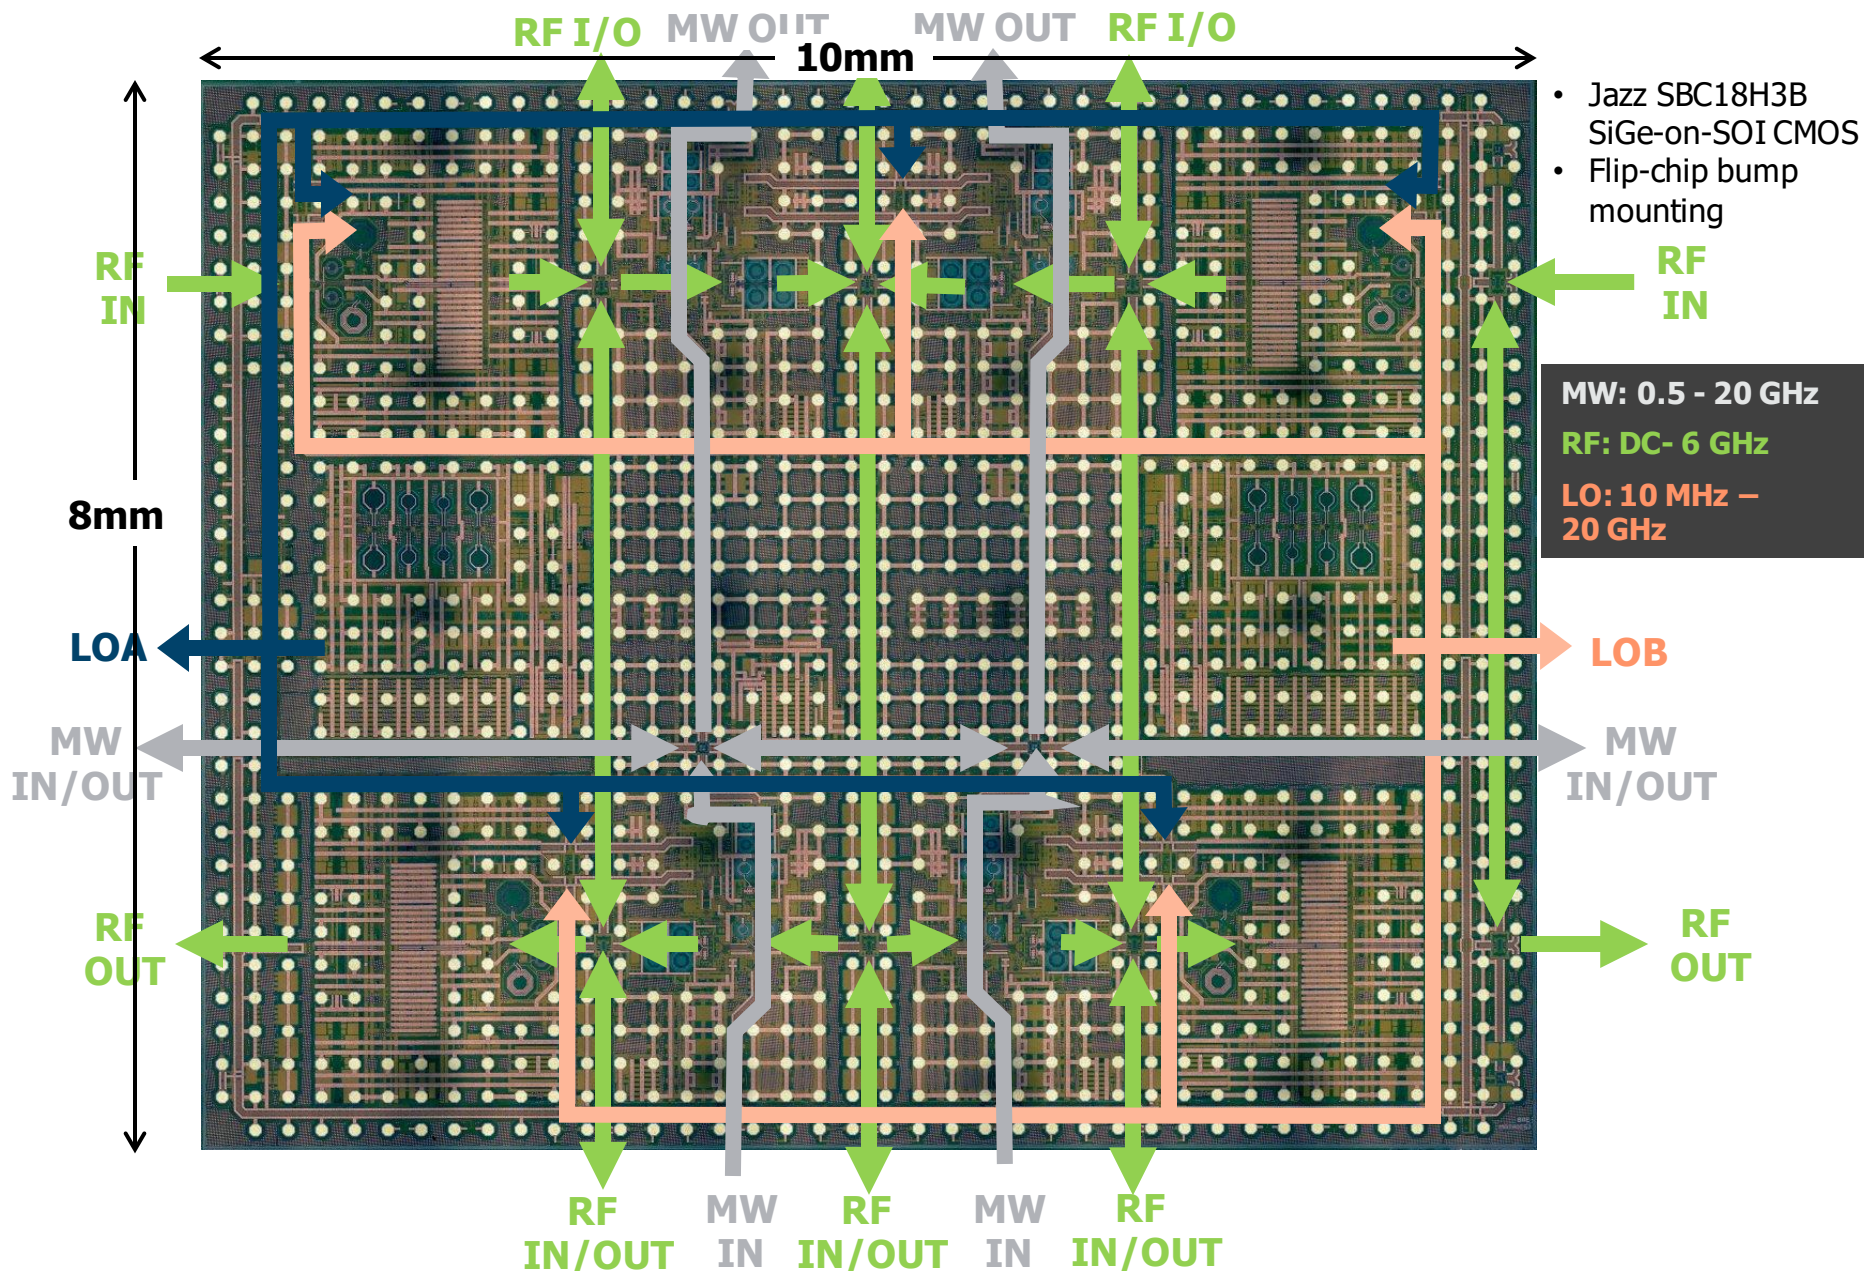 RF I/O
MW OUT
MW OUT
RF I/O
10mm
• Jazz SBC18H3B
SiGe-on-SOI CMOS
• Flip-chip bump
mounting
RF
IN
RF
IN
MW: 0.5 - 20 GHz
RF: DC- 6 GHz
LO: 10 MHz –
20 GHz
8mm
LOA
LOB
MW
IN/OUT
MW
IN/OUT
RF
OUT
RF
OUT
RF
IN/OUT
MW
IN
RF
IN/OUT
MW
IN
RF
IN/OUT